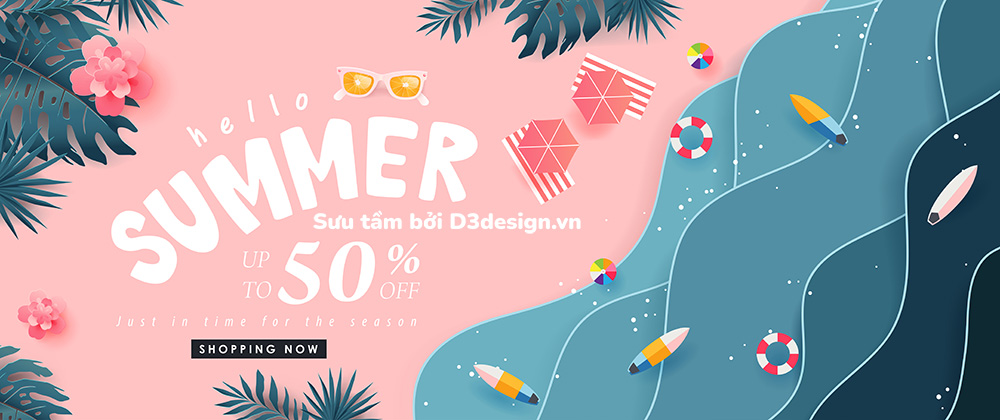 hello
SUMMER
Sưu tầm bởi D3design.vn
UP TO 50% OFF
Just in time for the season
SHOPPING NOW